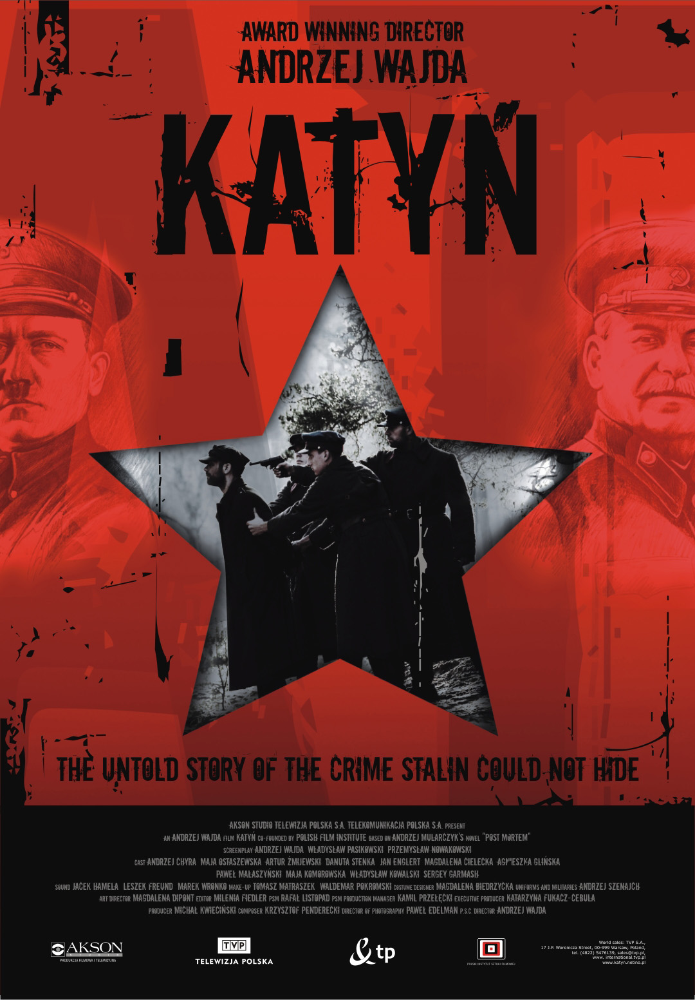 AWARD WINNING DIRECTOR
ANDRZEJ WAJDA
KATYN
THE UNTOLD STORY OF THE CRIME STALIN COULD NOT HIDE
AKSON STUDIO TELEWIZJA POLSKA S.A. TELEKOMUNIKACJA POLSKA S.A. PRESENT
AN ANDRZEJ WAJDA FILM KATYŃ CO-FOUNDED BY POLISH FILM INSTITUTE BASED ON ANDRZEJ MULARCZYK'S NOVEL "POST MORTEM"
SCREENPLAY ANDRZEJ WAJDA WŁADYSŁAW PASIKOWSKI PRZEMYSŁAW NOWAKOWSKI
CAST ANDRZEJ CHYRA MAJA OSTASZEWSKA ARTUR ŻMIJEWSKI DANUTA STENKA JAN ENGLERT MAGDALENA CIELECKA AGNIESZKA GLIŃSKA
PAWEŁ MAŁASZYŃSKI MAJA KOMOROWSKA WŁADYSŁAW KOWALSKI SERGEY GARMASH
SOUND JACEK HAMELA LESZEK FREUND MAREK WRONKO MAKE-UP TOMASZ MATRASZEK WALDEMAR POKROMSKI COSTUME DESIGNER MAGDALENA BIEDRZYCKA UNIFORMS AND MILITARIES ANDRZEJ SZENAJCH
ART DIRECTOR MAGDALENA DIPONT EDITOR MILENIA FIEDLER PSM RAFAŁ LISTOPAD PSM PRODUCTION MANAGER KAMIL PRZEŁĘCKI EXECUTIVE PRODUCER KATARZYNA FUKACZ-CEBULA
PRODUCER MICHAŁ KWIECIŃSKI COMPOSER KRZYSZTOF PENDERECKI DIRECTOR OF PHOTOGRAPHY PAWEŁ EDELMAN P.S.C. DIRECTOR ANDRZEJ WAJDA
AKSON
STUDIO
PRODUKCJA FILMOWA I TELEWIZYJNA
TVP
TELEWIZJA POLSKA
& tp
POLSKI INSTYTUT SZTUKI FILMOWEJ
World sales: TVP S.A.,
17 J.P. Woronicza Street, 00-999 Warsaw, Poland,
tel. (4822) 5476139, sales@tvp.pl,
www. international.tvp.pl
www.katyn.netino.pl